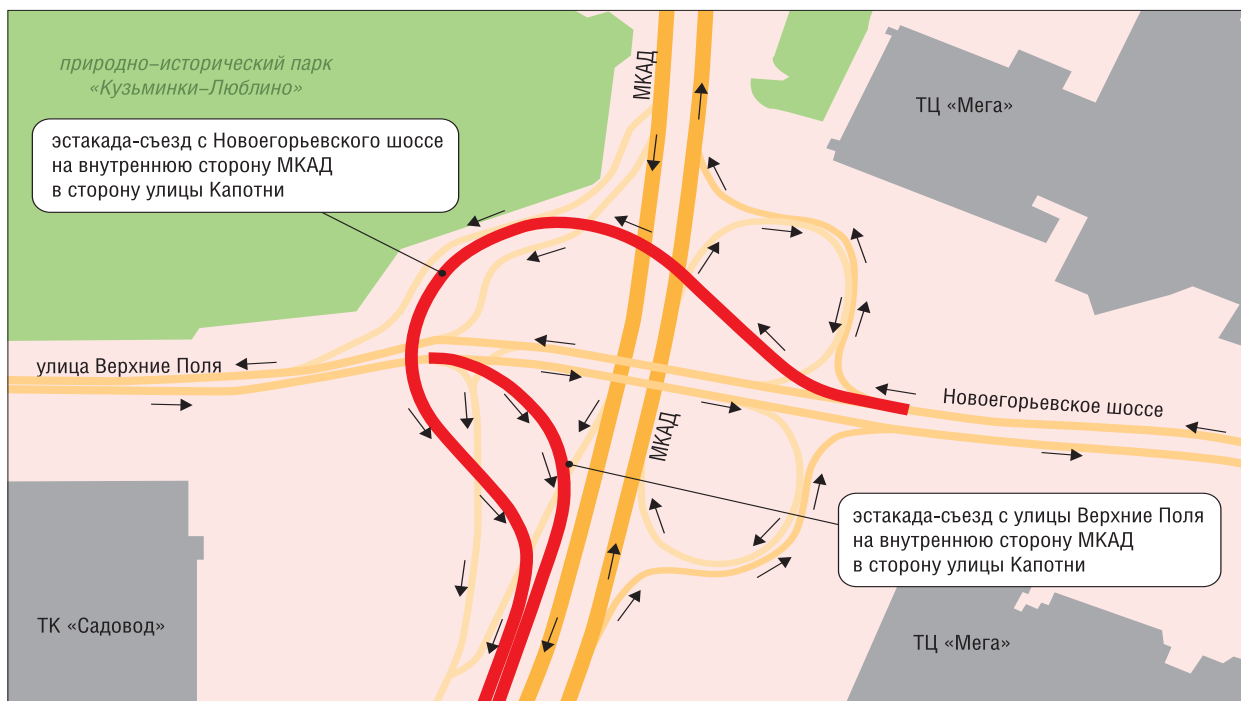 природно-исторический парк
«Кузьминки-Люблино»
МКАД
ТЦ «Мега»
эстакада-съезд с Новоегорьевского шоссе
на внутреннюю сторону МКАД
в сторону улицы Капотни
улица Верхние Поля
Новоегорьевское шоссе
МКАД
эстакада-съезд с улицы Верхние Поля
на внутреннюю сторону МКАД
в сторону улицы Капотни
ТК «Садовод»
ТЦ «Мега»